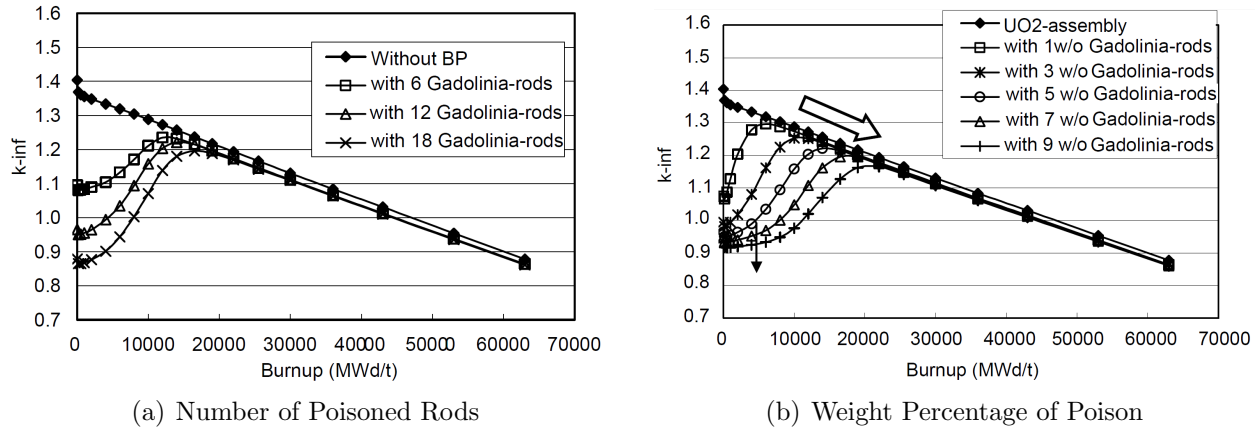 1.6
1.5
1.4
1.3
1.2
1.1
1.0
0.9
0.8
0.7
k-inf
0 10000 20000 30000 40000 50000 60000 70000
Burnup (MWd/t)
Without BP
with 6 Gadolinia-rods
with 12 Gadolinia-rods
with 18 Gadolinia-rods
(a) Number of Poisoned Rods
1.6
1.5
1.4
1.3
1.2
1.1
1.0
0.9
0.8
0.7
k-inf
0 10000 20000 30000 40000 50000 60000 70000
Burnup (MWd/t)
UO2-assembly
with 1w/o Gadolinia-rods
with 3 w/o Gadolinia-rods
with 5 w/o Gadolinia-rods
with 7 w/o Gadolinia-rods
with 9 w/o Gadolinia-rods
(b) Weight Percentage of Poison